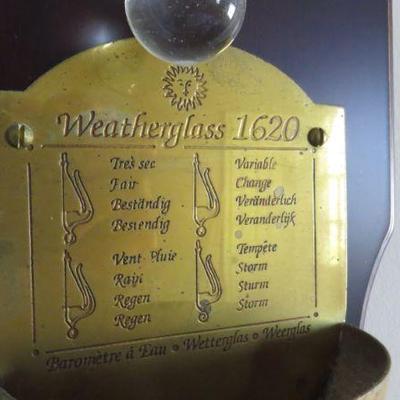 Weatherglass 1620
Très sec
Fair
Beständig
Bestendig
Variable
Change
Veränderlich
Veranderlijk
Vent-Pluie
Rain
Regen
Regen
Tempête
Storm
Sturm
Storm
Baromètre à Eau • Wetterglas • Weerglas